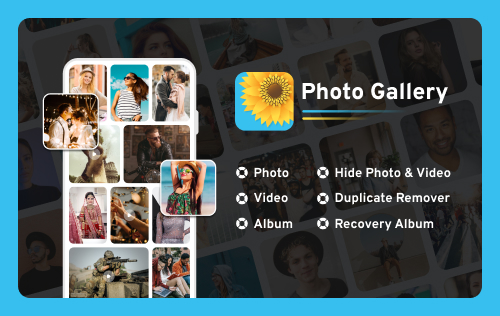 Photo Gallery
Photo
Video
Album
Hide Photo & Video
Duplicate Remover
Recovery Album